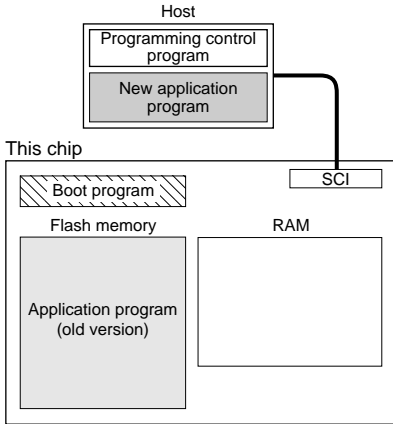 Host
Programming control
program
New application
program
This chip
SCI
Boot program
Flash memory
RAM
Application program
(old version)